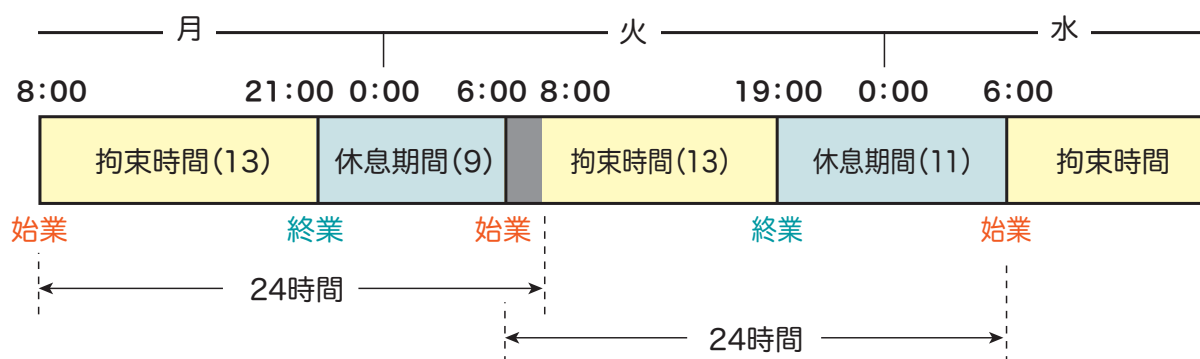 月 火 水
8:00 21:00 0:00 6:00 8:00 19:00 0:00 6:00
拘束時間(13) 休息期間(9) 拘束時間(13) 休息期間(11) 拘束時間
始業 終業 始業 終業 始業
24時間
24時間